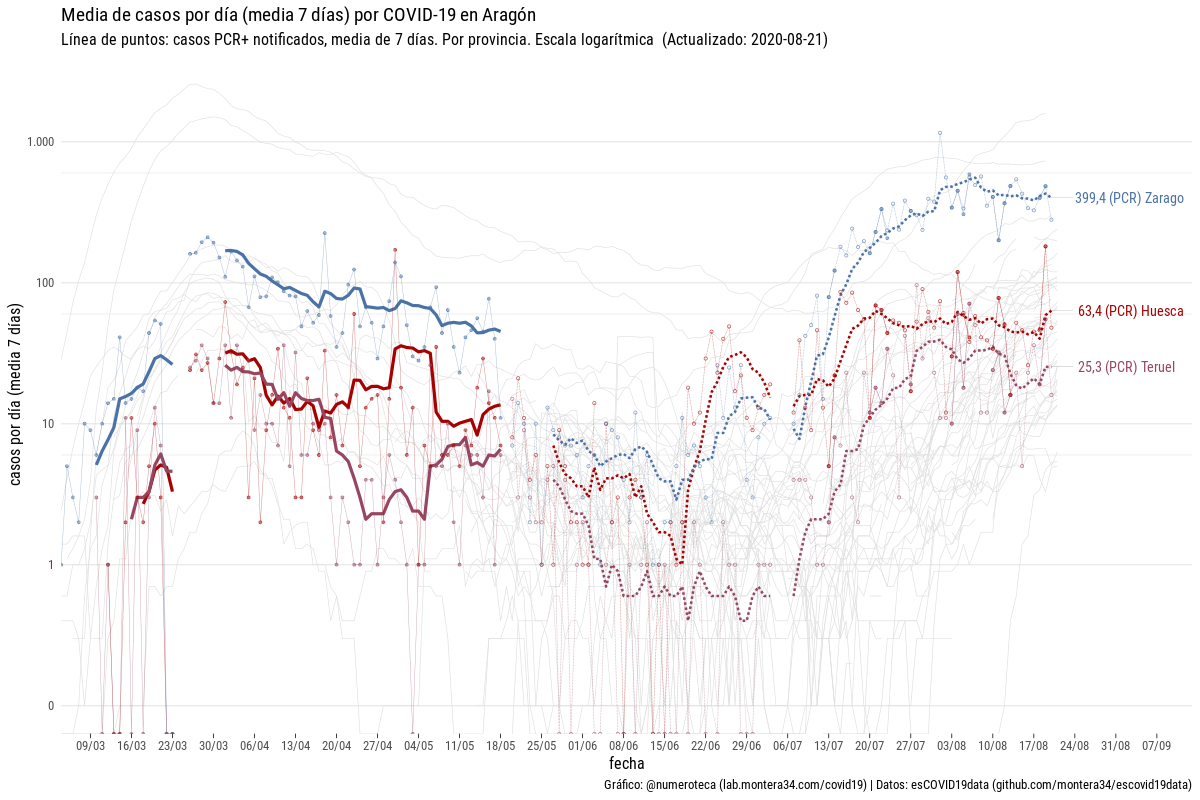 Media de casos por día (media 7 días) por COVID-19 en Aragón
Línea de puntos: casos PCR+ notificados, media de 7 días. Por provincia. Escala logarítmica (Actualizado: 2020-08-21)
casos por día (media 7 días)
1.000
100
10
1
0
399,4 (PCR) Zarago
63,4 (PCR) Huesca
25,3 (PCR) Teruel
09/03 16/03 23/03 30/03 06/04 13/04 20/04 27/04 04/05 11/05 18/05 25/05 01/06 08/06 15/06 22/06 29/06 06/07 13/07 20/07 27/07 03/08 10/08 17/08 24/08 31/08 07/09
fecha
Gráfico: @numeroteca (lab.montera34.com/covid19) | Datos: esCOVID19data (github.com/montera34/escovid19data)